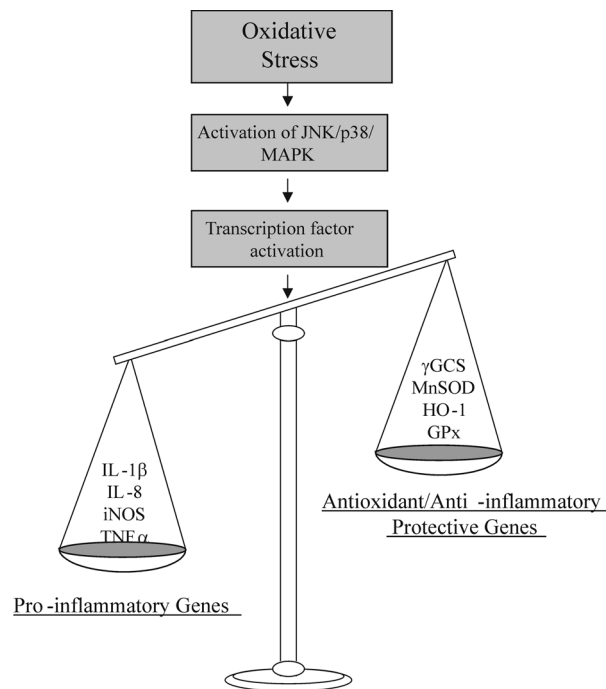 Oxidative
Stress
Activation of JNK/p38/
MAPK
Transcription factor
activation
γGCS
MnSOD
HO-1
GPx
Antioxidant/Anti -inflammatory
Protective Genes
IL-1β
IL-8
iNOS
TNFα
Pro-inflammatory Genes